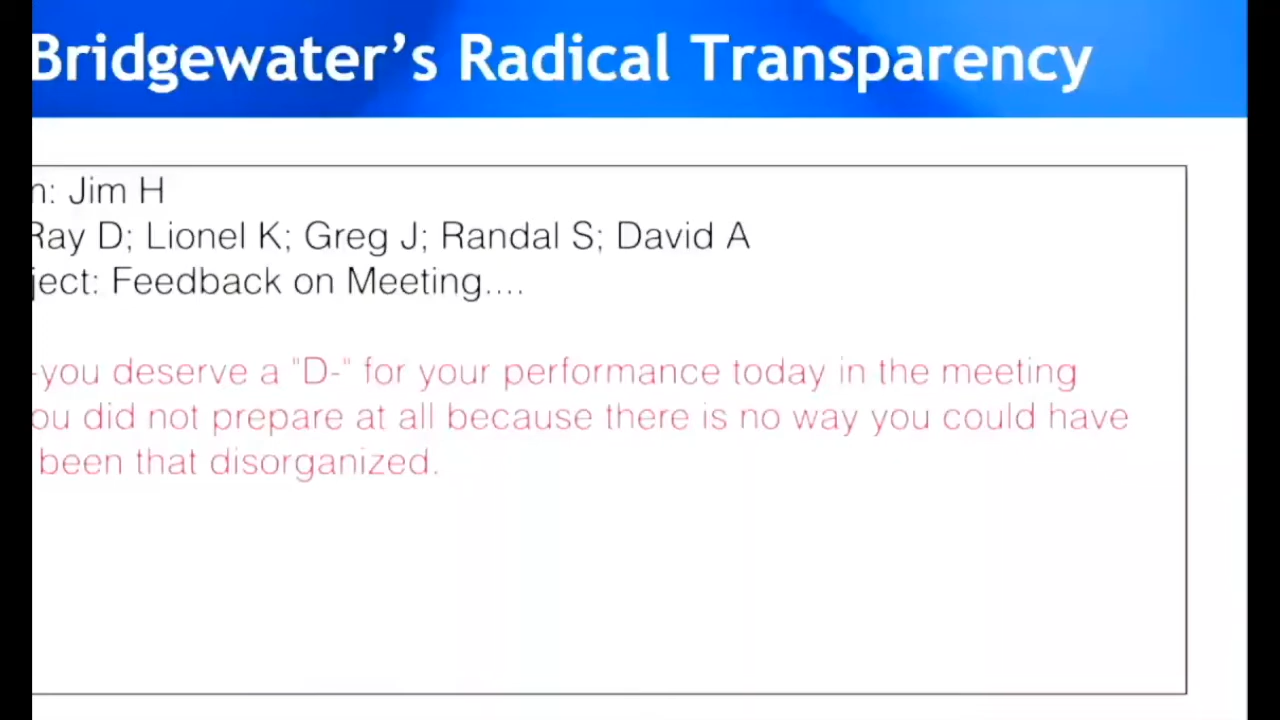 Bridgewater’s Radical Transparency
Jim H
Ray D; Lionel K; Greg J; Randal S; David A
ject: Feedback on Meeting....
-you deserve a "D-" for your performance today in the meeting
ou did not prepare at all because there is no way you could have
been that disorganized.